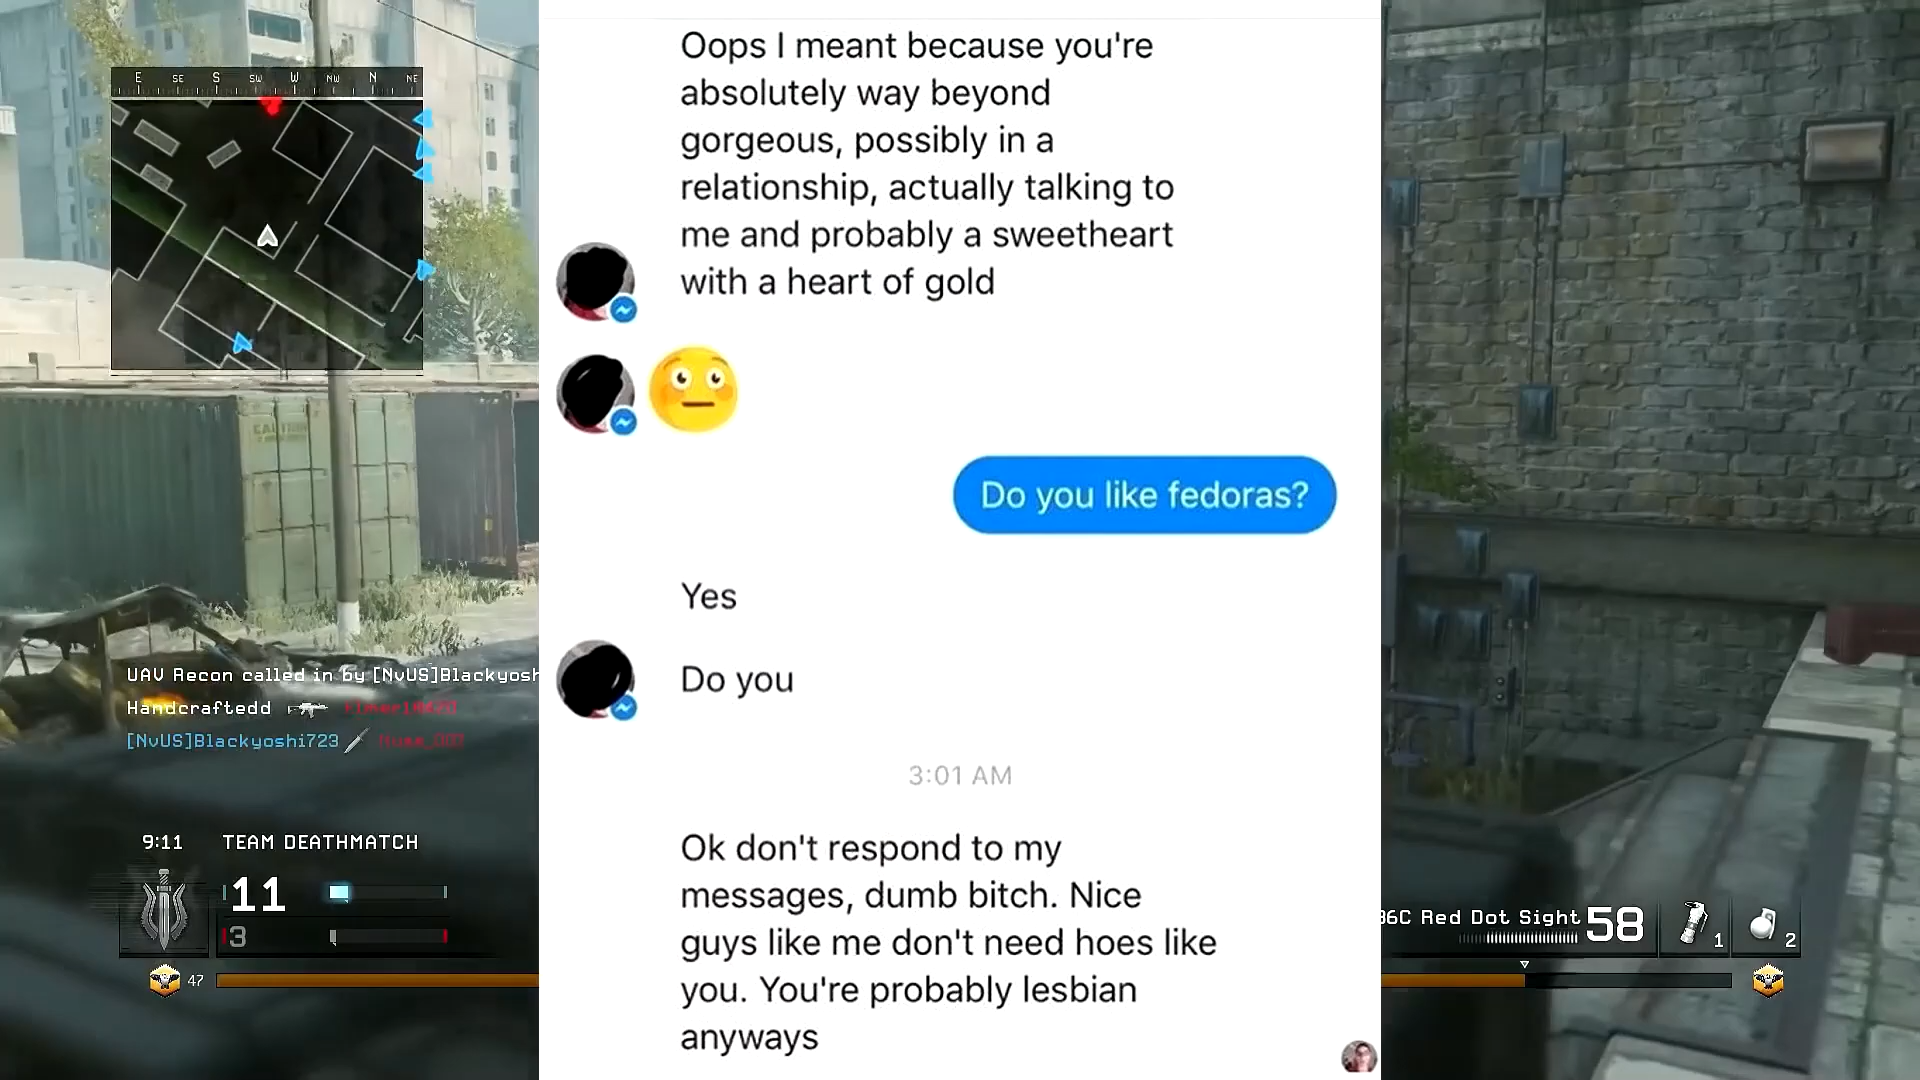 E SE S SW W NW N NE
Oops I meant because you're
absolutely way beyond
gorgeous, possibly in a
relationship, actually talking to
me and probably a sweetheart
with a heart of gold
Do you like fedoras?
Yes
Do you
3:01 AM
Ok don't respond to my
messages, dumb bitch. Nice
guys like me don't need hoes like
you. You're probably lesbian
anyways
CAUTION
UAV Recon called in by [NvUS]Blackyosh
Handcraftedd
[NvUS]Blackyoshi723
9:11 TEAM DEATHMATCH
11
3
47
36C Red Dot Sight 58 1 2